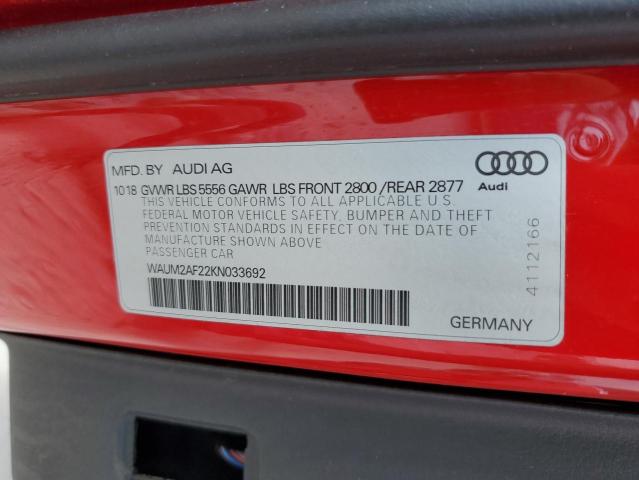 MFD. BY AUDI AG
10 18 GVWR LBS 5556 GAWR LBS FRONT 2800 /REAR 2877
THIS VEHICLE CONFORMS TO ALL APPLICABLE U.S.
FEDERAL MOTOR VEHICLE SAFETY, BUMPER AND THEFT
PREVENTION STANDARDS IN EFFECT ON THE DATE OF
MANUFACTURE SHOWN ABOVE
PASSENGER CAR
WAUM2AF22KN033692
Audi
4112166
GERMANY